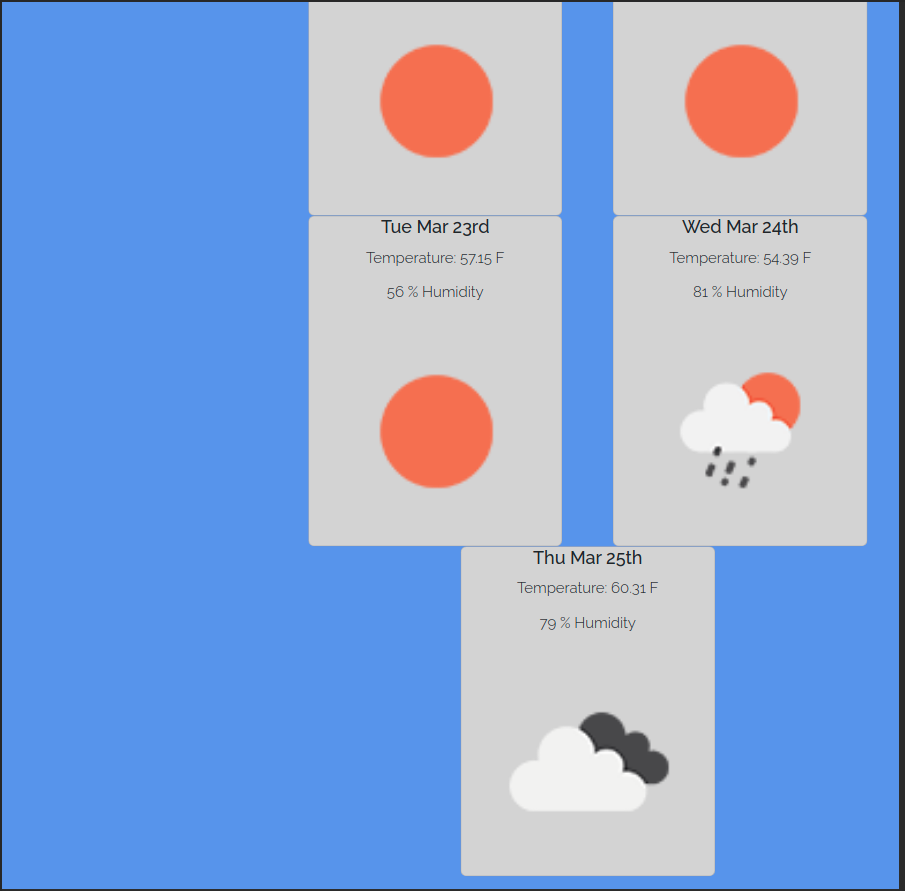 Tue Mar 23rd
Temperature: 57.15 F
56 % Humidity
Wed Mar 24th
Temperature: 54.39 F
81 % Humidity
Thu Mar 25th
Temperature: 60.31 F
79 % Humidity